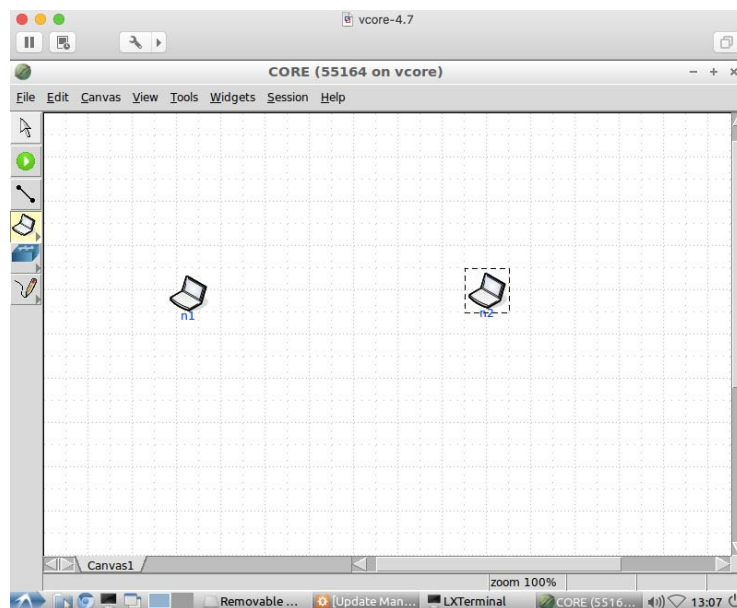 vcore-4.7
CORE (55164 on vcore)
File Edit Canvas View Tools Widgets Session Help
n1
n2
Canvas1
zoom 100%
Removable ... [Update Man... LXTerminal CORE (5516... 13:07